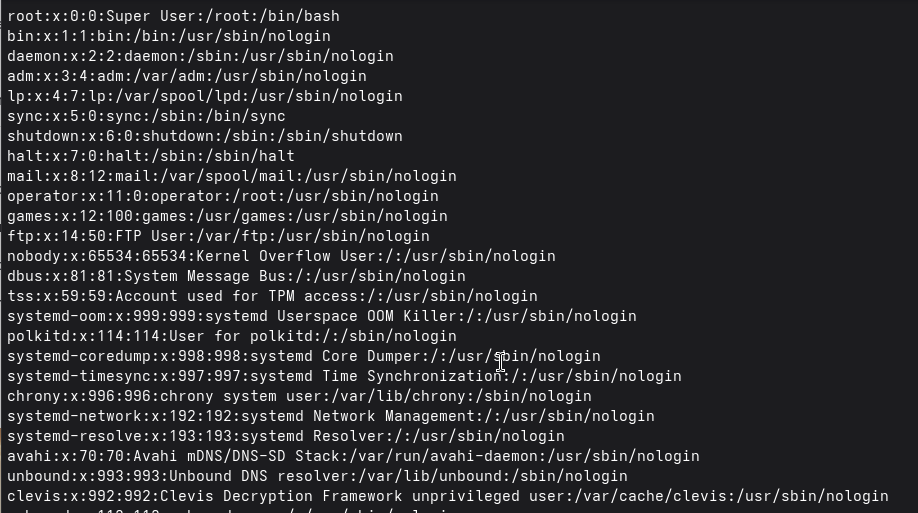 root:x:0:0:Super User:/root:/bin/bash
bin:x:1:1:bin:/bin:/usr/sbin/nologin
daemon:x:2:2:daemon:/sbin:/usr/sbin/nologin
adm:x:3:4:adm:/var/adm:/usr/sbin/nologin
lp:x:4:7:lp:/var/spool/lpd:/usr/sbin/nologin
sync:x:5:0:sync:/sbin:/bin/sync
shutdown:x:6:0:shutdown:/sbin:/sbin/shutdown
halt:x:7:0:halt:/sbin:/sbin/halt
mail:x:8:12:mail:/var/spool/mail:/usr/sbin/nologin
operator:x:11:0:operator:/root:/usr/sbin/nologin
games:x:12:100:games:/usr/games:/usr/sbin/nologin
ftp:x:14:50:FTP User:/var/ftp:/usr/sbin/nologin
nobody:x:65534:65534:Kernel Overflow User:/:/usr/sbin/nologin
dbus:x:81:81:System Message Bus:/:/usr/sbin/nologin
tss:x:59:59:Account used for TPM access:/:/usr/sbin/nologin
systemd-oom:x:999:999:systemd Userspace OOM Killer:/:/usr/sbin/nologin
polkitd:x:114:114:User for polkitd:/:/sbin/nologin
systemd-coredump:x:998:998:systemd Core Dumper:/:/usr/sbin/nologin
systemd-timesync:x:997:997:systemd Time Synchronization:/:/usr/sbin/nologin
chrony:x:996:996:chrony system user:/var/lib/chrony:/sbin/nologin
systemd-network:x:192:192:systemd Network Management:/:/usr/sbin/nologin
systemd-resolve:x:193:193:systemd Resolver:/:/usr/sbin/nologin
avahi:x:70:70:Avahi mDNS/DNS-SD Stack:/var/run/avahi-daemon:/usr/sbin/nologin
unbound:x:993:993:Unbound DNS resolver:/var/lib/unbound:/sbin/nologin
clevis:x:992:992:Clevis Decryption Framework unprivileged user:/var/cache/clevis:/usr/sbin/nologin